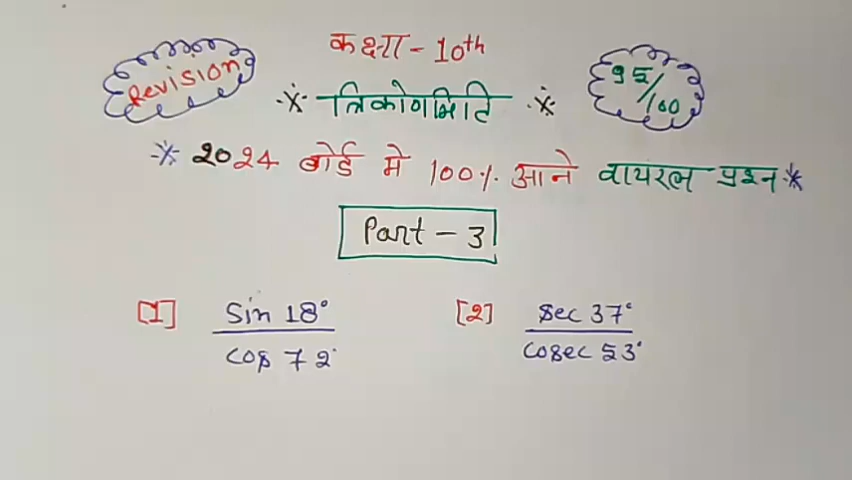 कक्षा - 10th
Revision
त्रिकोणमिति
95/100
2024 बोर्ड मे 100% आने वायरल प्रश्न
Part - 3
[1] sin 18° / cos 72°
[2] sec 37° / cosec 53°